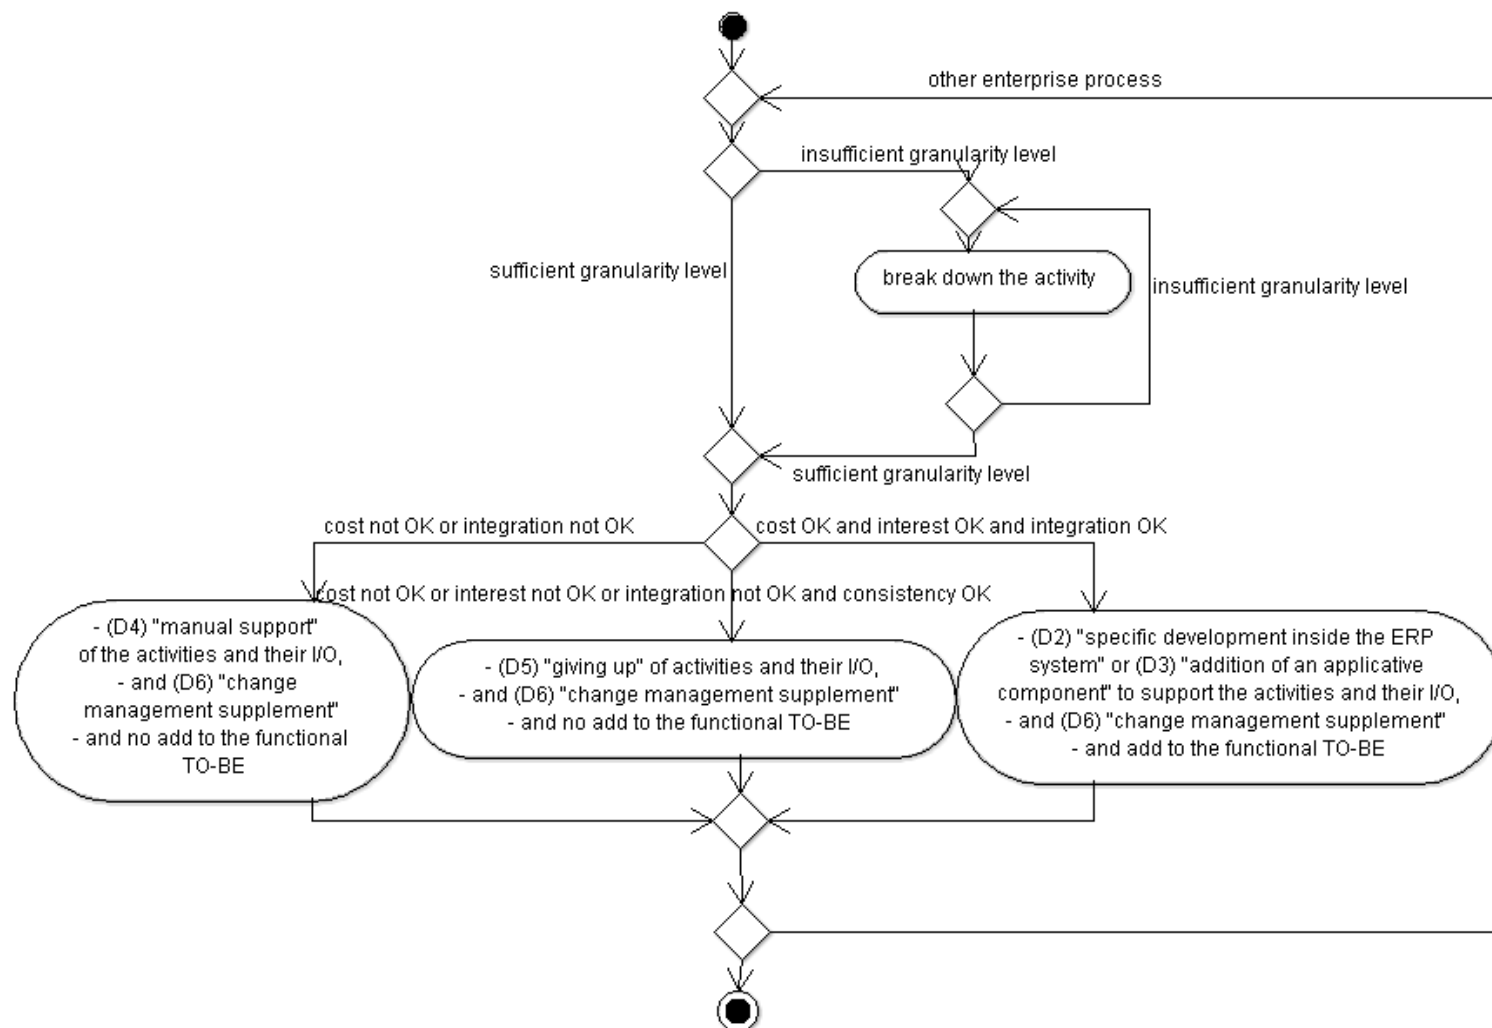 other enterprise process
insufficient granularity level
sufficient granularity level
break down the activity
insufficient granularity level
sufficient granularity level
cost not OK or integration not OK
cost OK and interest OK and integration OK
cost not OK or interest not OK or integration not OK and consistency OK
- (D4) "manual support"
of the activities and their I/O,
- and (D6) "change
management supplement"
- and no add to the functional
TO-BE
- (D5) "giving up" of activities and their I/O,
- and (D6) "change management supplement"
- and no add to the functional TO-BE
- (D2) "specific development inside the ERP
system" or (D3) "addition of an applicative
component" to support the activities and their I/O,
- and (D6) "change management supplement"
- and add to the functional TO-BE